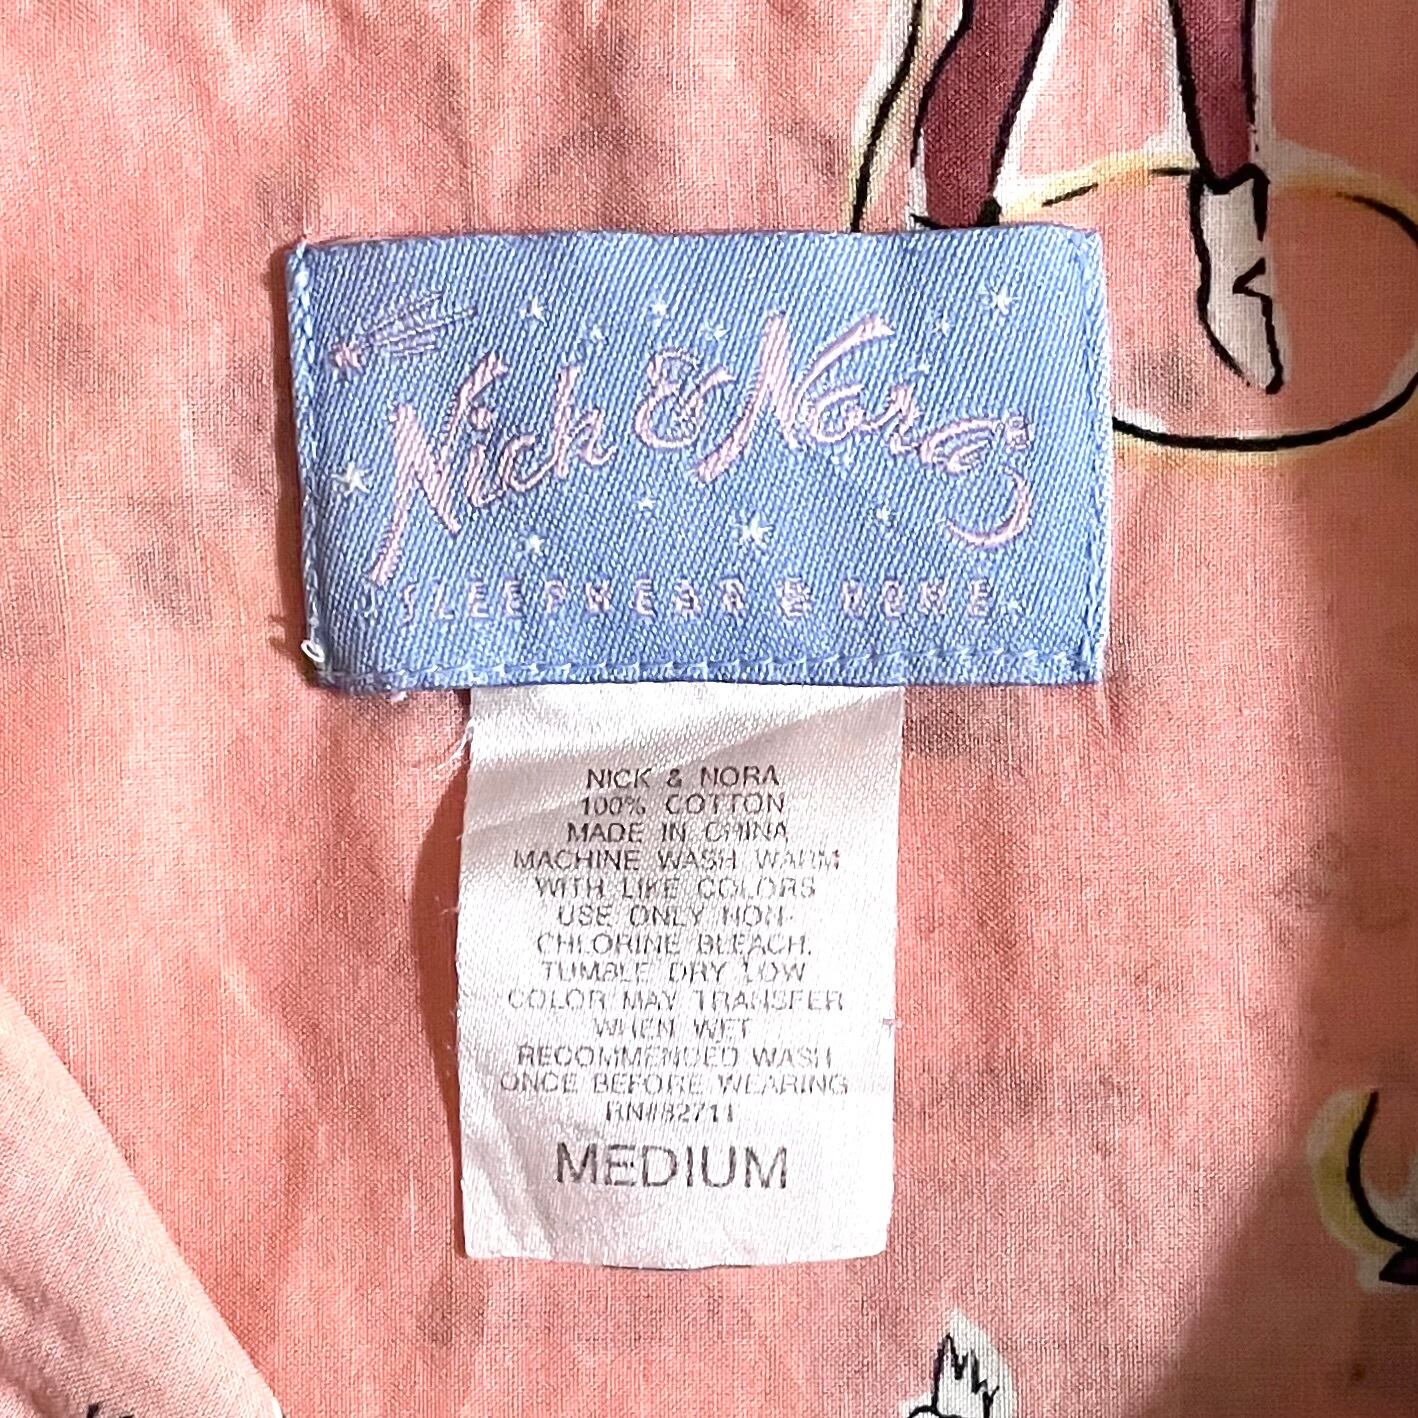 Nick & Nora
SLEEPWEAR @ HOME
NICK & NORA
100% COTTON
MADE IN CHINA
MACHINE WASH WARM
WITH LIKE COLORS
USE ONLY NON-
CHLORINE BLEACH.
TUMBLE DRY LOW
COLOR MAY TRANSFER
WHEN WET
RECOMMENDED WASH
ONCE BEFORE WEARING
RN#82711
MEDIUM